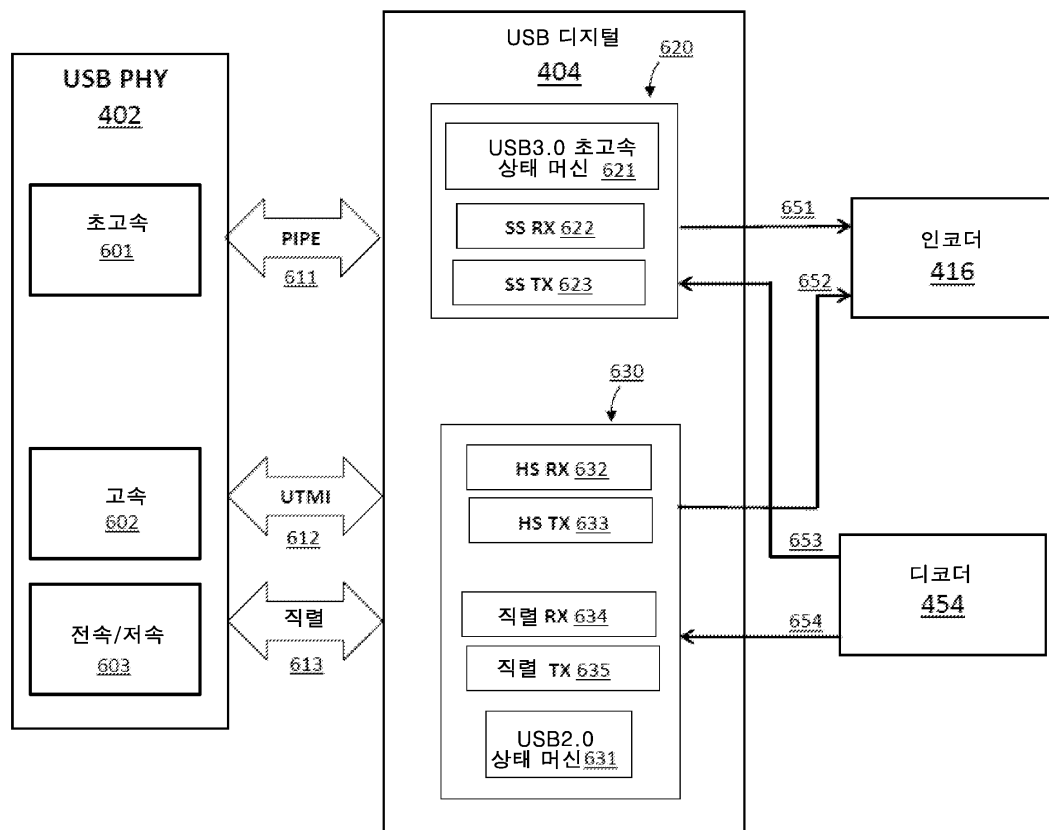 USB PHY
402
초고속
601
고속
602
전속/저속
603
PIPE
611
UTMI
612
직렬
613
USB 디지털
404
620
USB3.0 초고속
상태 머신 621
SS RX 622
SS TX 623
630
HS RX 632
HS TX 633
직렬 RX 634
직렬 TX 635
USB2.0
상태 머신631
651
652
653
654
인코더
416
디코더
454